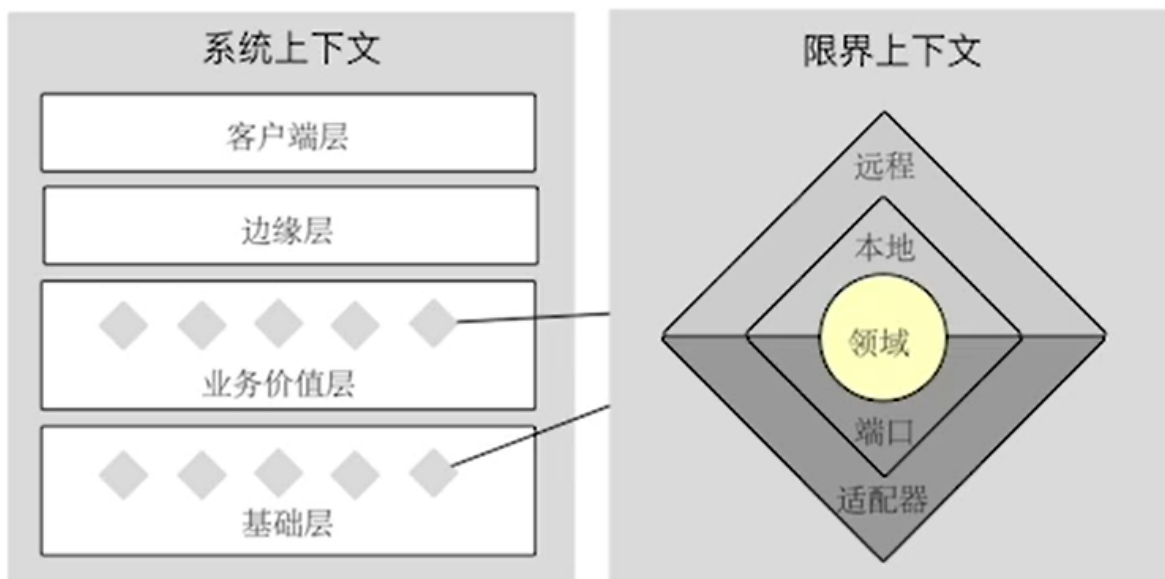 系统上下文
客户端层
边缘层
业务价值层
基础层
限界上下文
远程
本地
领域
端口
适配器